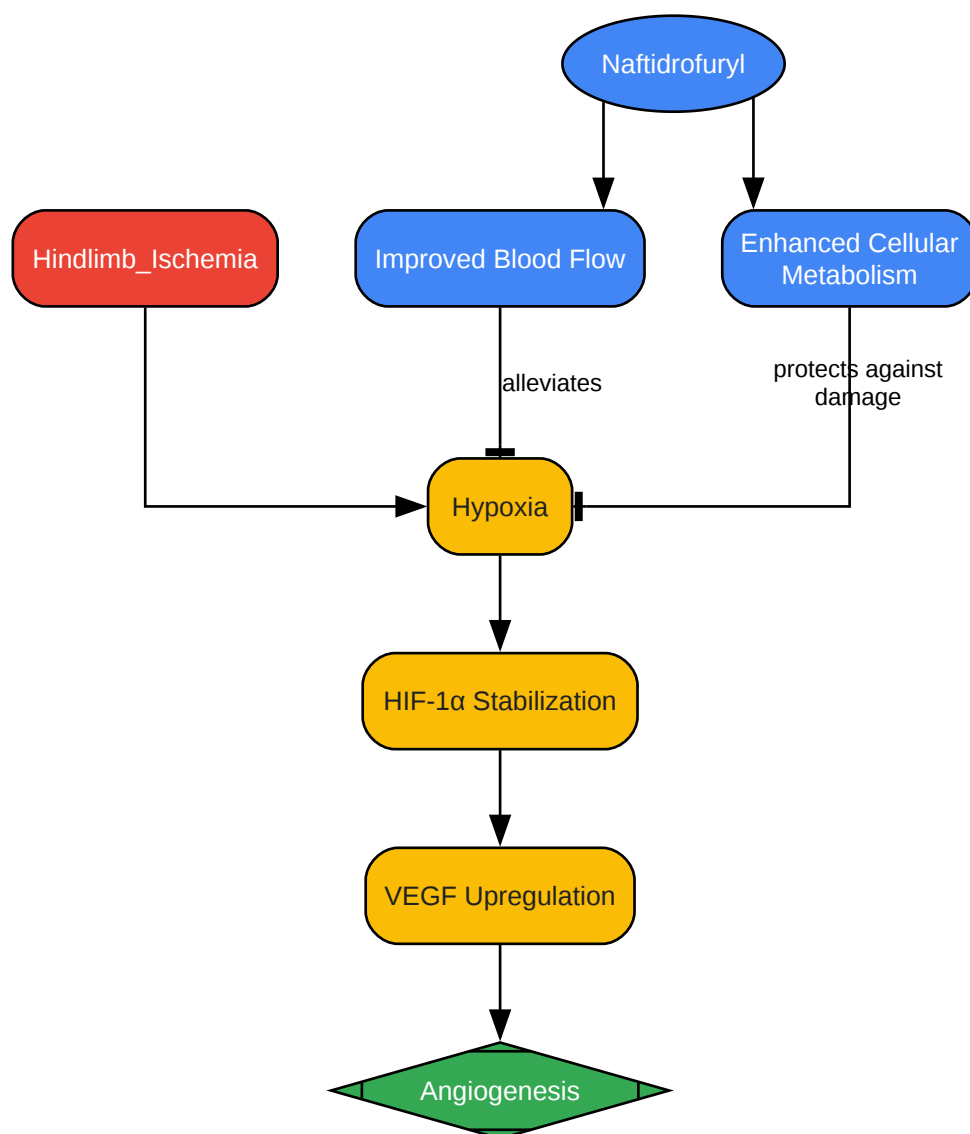 Naftidrofuryl
Hindlimb_Ischemia
Improved Blood Flow
Enhanced Cellular
Metabolism
alleviates
protects against
damage
Hypoxia
HIF-1α Stabilization
VEGF Upregulation
Angiogenesis